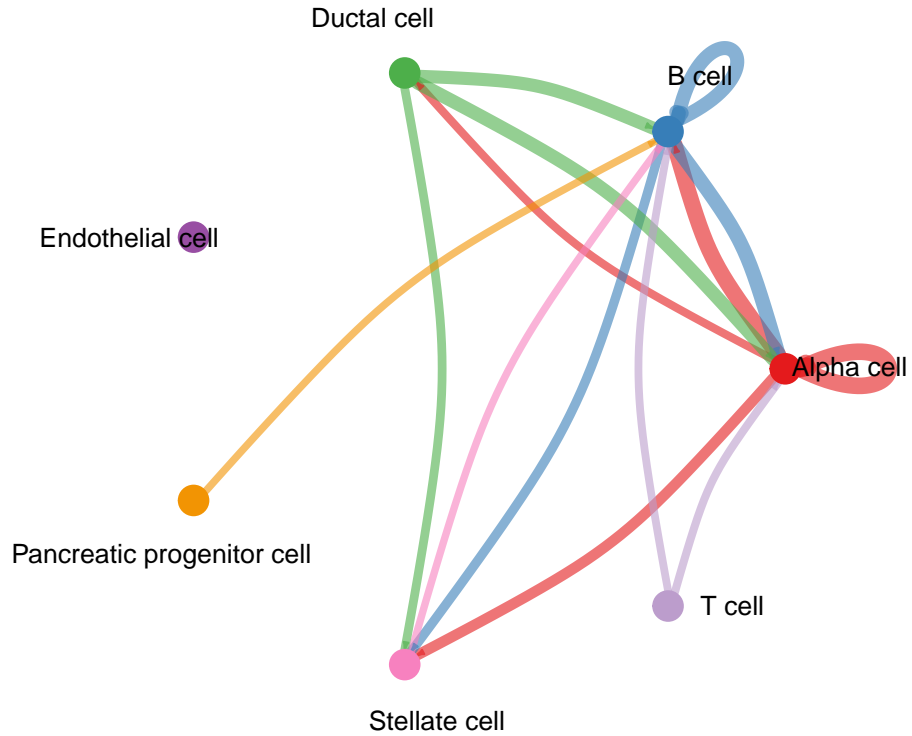 Ductal cell
B cell
Endothelial cell
Alpha cell
Pancreatic progenitor cell
T cell
Stellate cell